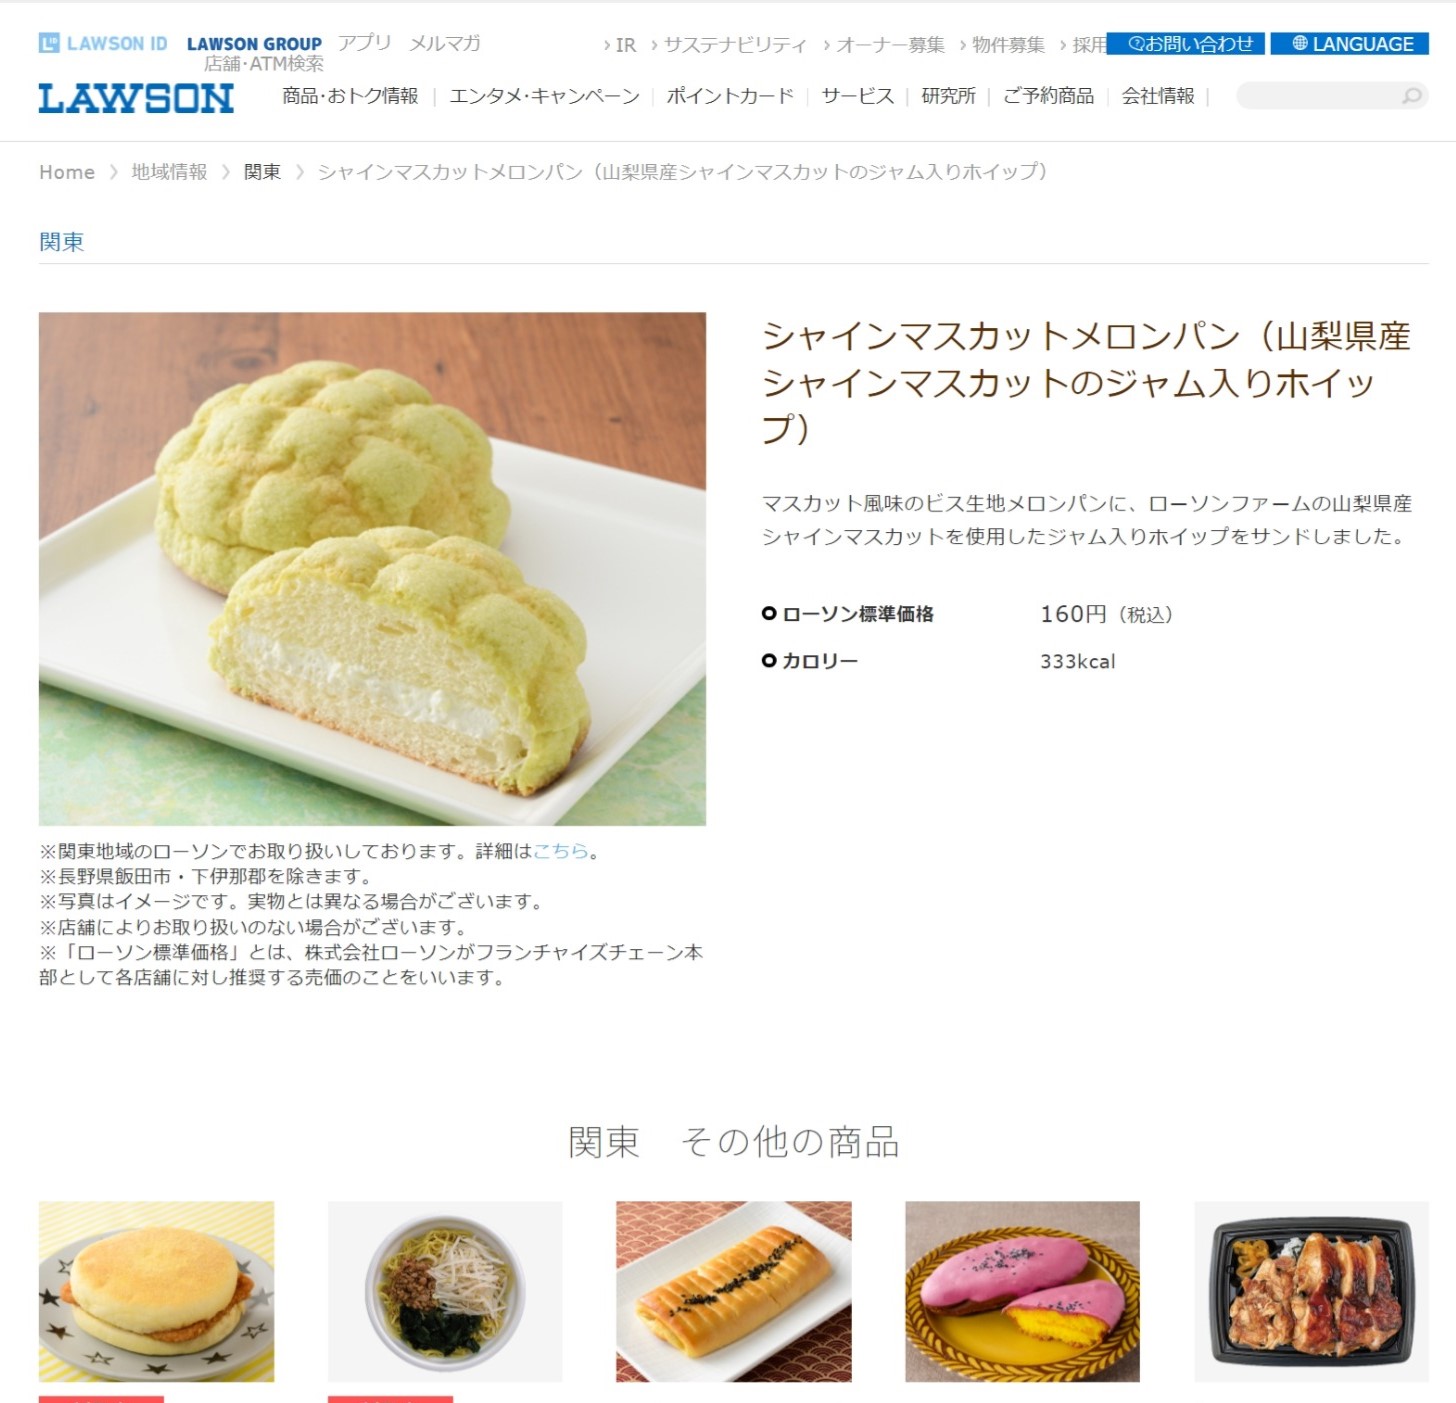 LAWSON ID LAWSON GROUP アプリ メルマガ
店舗・ATM検索
› IR › サステナビリティ › オーナー募集 › 物件募集 › 採用
お問い合わせ LANGUAGE
LAWSON
商品・おトク情報 | エンタメ・キャンペーン | ポイントカード | サービス | 研究所 | ご予約商品 | 会社情報 |
Home 〉 地域情報 〉 関東 〉 シャインマスカットメロンパン（山梨県産シャインマスカットのジャム入りホイップ）
関東
シャインマスカットメロンパン（山梨県産
シャインマスカットのジャム入りホイッ
プ）
マスカット風味のビス生地メロンパンに、ローソンファームの山梨県産
シャインマスカットを使用したジャム入りホイップをサンドしました。
ローソン標準価格 160円（税込）
カロリー 333kcal
※関東地域のローソンでお取り扱いしております。詳細はこちら。
※長野県飯田市・下伊那郡を除きます。
※写真はイメージです。実物とは異なる場合がございます。
※店舗によりお取り扱いのない場合がございます。
※「ローソン標準価格」とは、株式会社ローソンがフランチャイズチェーン本
部として各店舗に対し推奨する売価のことをいいます。
関東　その他の商品